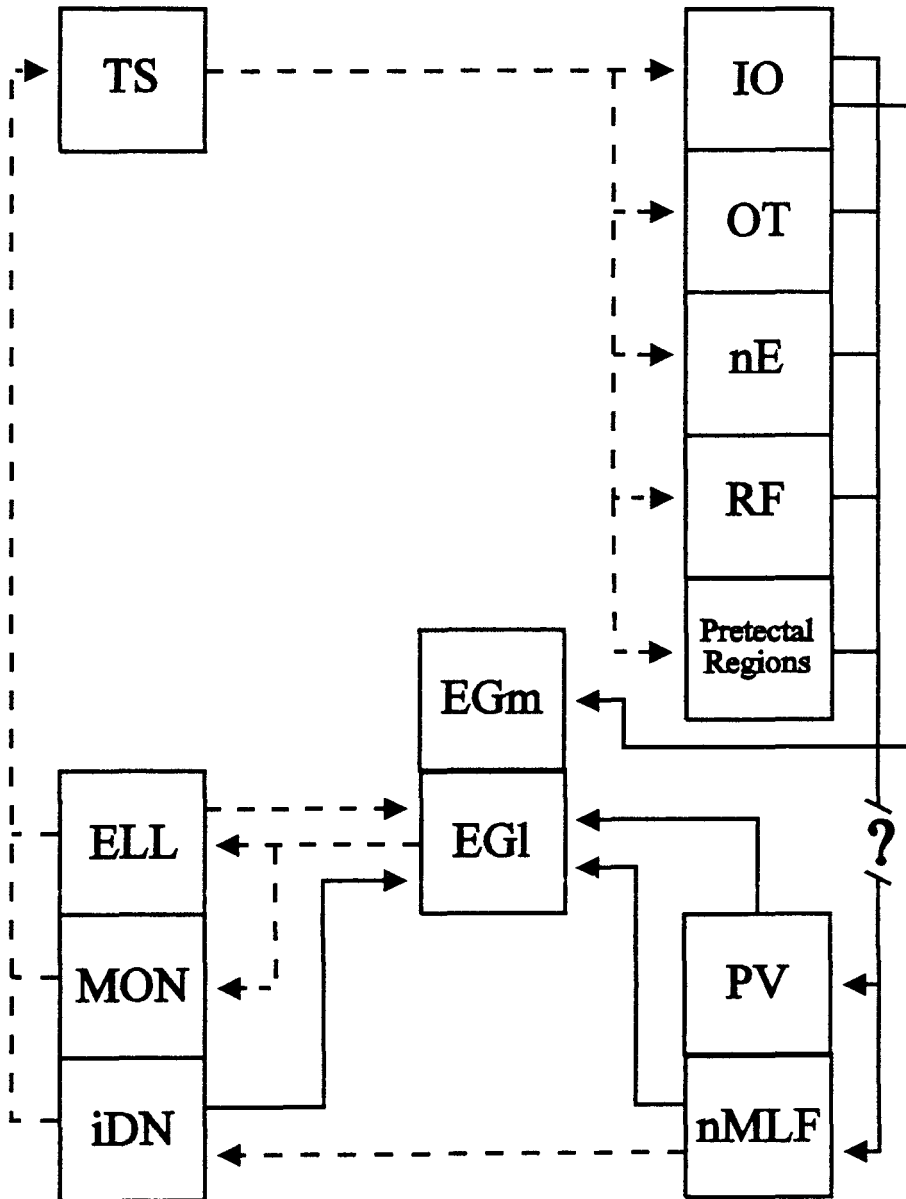 TS
IO
OT
nE
RF
Pretectal
Regions
EGm
EGl
ELL
MON
iDN
PV
nMLF
?